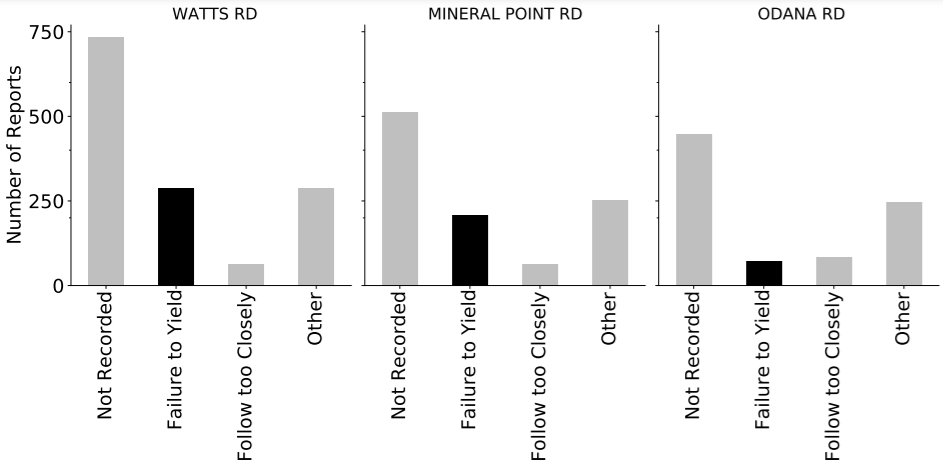 WATTS RD
MINERAL POINT RD
ODANA RD
Number of Reports
750
500
250
0
Not Recorded
Failure to Yield
Follow too Closely
Other
Not Recorded
Failure to Yield
Follow too Closely
Other
Not Recorded
Failure to Yield
Follow too Closely
Other